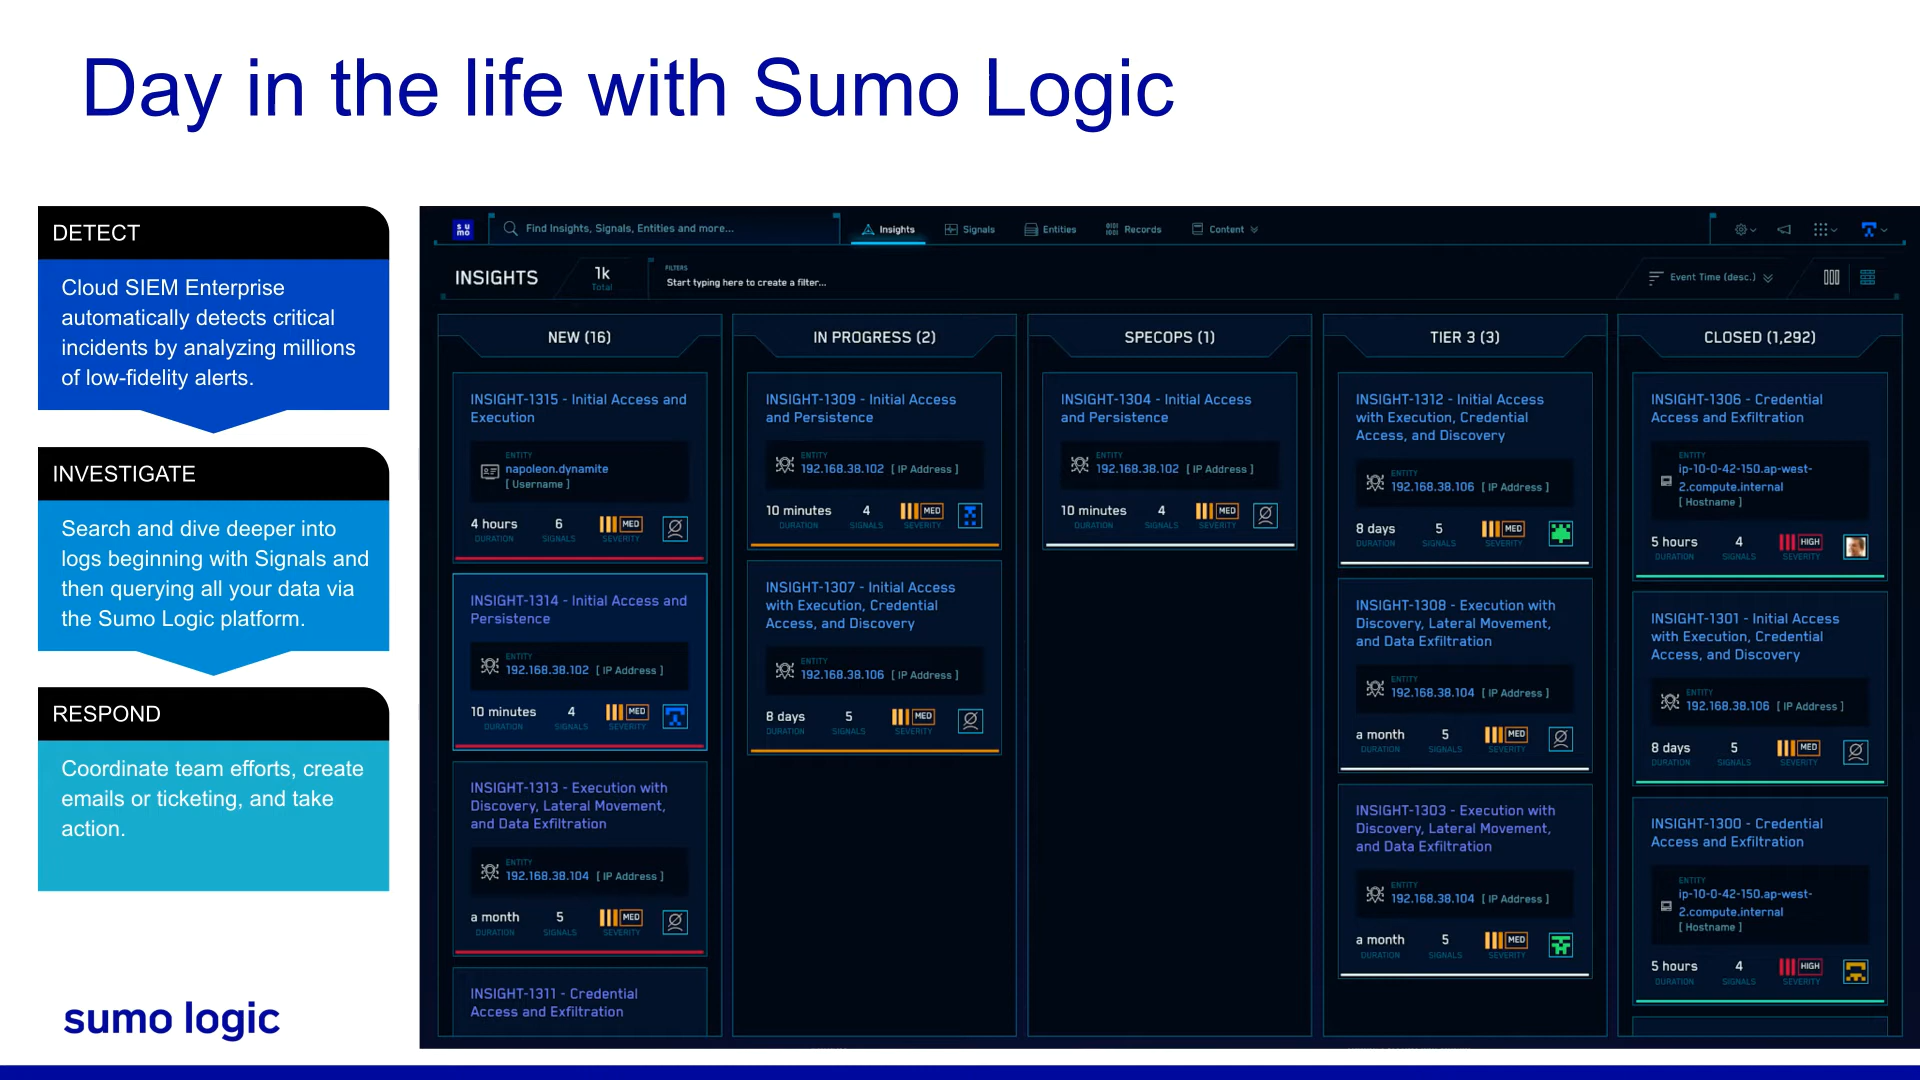 Day in the life with Sumo Logic
DETECT
Cloud SIEM Enterprise
automatically detects critical
incidents by analyzing millions
of low-fidelity alerts.
INVESTIGATE
Search and dive deeper into
logs beginning with Signals and
then querying all your data via
the Sumo Logic platform.
RESPOND
Coordinate team efforts, create
emails or ticketing, and take
action.
sumo logic
su
mo
Find Insights, Signals, Entities and more...
Insights
Signals
Entities
Records
Content
INSIGHTS
1k
Total
FILTERS
Start typing here to create a filter...
Event Time (desc.)
NEW (16)
INSIGHT-1315 - Initial Access and
Execution
ENTITY
napoleon.dynamite
[ Username ]
4 hours 6 MED
DURATION SIGNALS SEVERITY
INSIGHT-1314 - Initial Access and
Persistence
ENTITY
192.168.38.102 [ IP Address ]
10 minutes 4 MED
DURATION SIGNALS SEVERITY
INSIGHT-1313 - Execution with
Discovery, Lateral Movement,
and Data Exfiltration
ENTITY
192.168.38.104 [ IP Address ]
a month 5 MED
DURATION SIGNALS SEVERITY
INSIGHT-1311 - Credential
Access and Exfiltration
IN PROGRESS (2)
INSIGHT-1309 - Initial Access
and Persistence
ENTITY
192.168.38.102 [ IP Address ]
10 minutes 4 MED
DURATION SIGNALS SEVERITY
INSIGHT-1307 - Initial Access
with Execution, Credential
Access, and Discovery
ENTITY
192.168.38.106 [ IP Address ]
8 days 5 MED
DURATION SIGNALS SEVERITY
SPECOPS (1)
INSIGHT-1304 - Initial Access
and Persistence
ENTITY
192.168.38.102 [ IP Address ]
10 minutes 4 MED
DURATION SIGNALS SEVERITY
TIER 3 (3)
INSIGHT-1312 - Initial Access
with Execution, Credential
Access, and Discovery
ENTITY
192.168.38.106 [ IP Address ]
8 days 5 MED
DURATION SIGNALS SEVERITY
INSIGHT-1308 - Execution with
Discovery, Lateral Movement,
and Data Exfiltration
ENTITY
192.168.38.104 [ IP Address ]
a month 5 MED
DURATION SIGNALS SEVERITY
INSIGHT-1303 - Execution with
Discovery, Lateral Movement,
and Data Exfiltration
ENTITY
192.168.38.104 [ IP Address ]
a month 5 MED
DURATION SIGNALS SEVERITY
CLOSED (1,292)
INSIGHT-1306 - Credential
Access and Exfiltration
ENTITY
ip-10-0-42-150.ap-west-
2.compute.internal
[ Hostname ]
5 hours 4 HIGH
DURATION SIGNALS SEVERITY
INSIGHT-1301 - Initial Access
with Execution, Credential
Access, and Discovery
ENTITY
192.168.38.106 [ IP Address ]
8 days 5 MED
DURATION SIGNALS SEVERITY
INSIGHT-1300 - Credential
Access and Exfiltration
ENTITY
ip-10-0-42-150.ap-west-
2.compute.internal
[ Hostname ]
5 hours 4 HIGH
DURATION SIGNALS SEVERITY